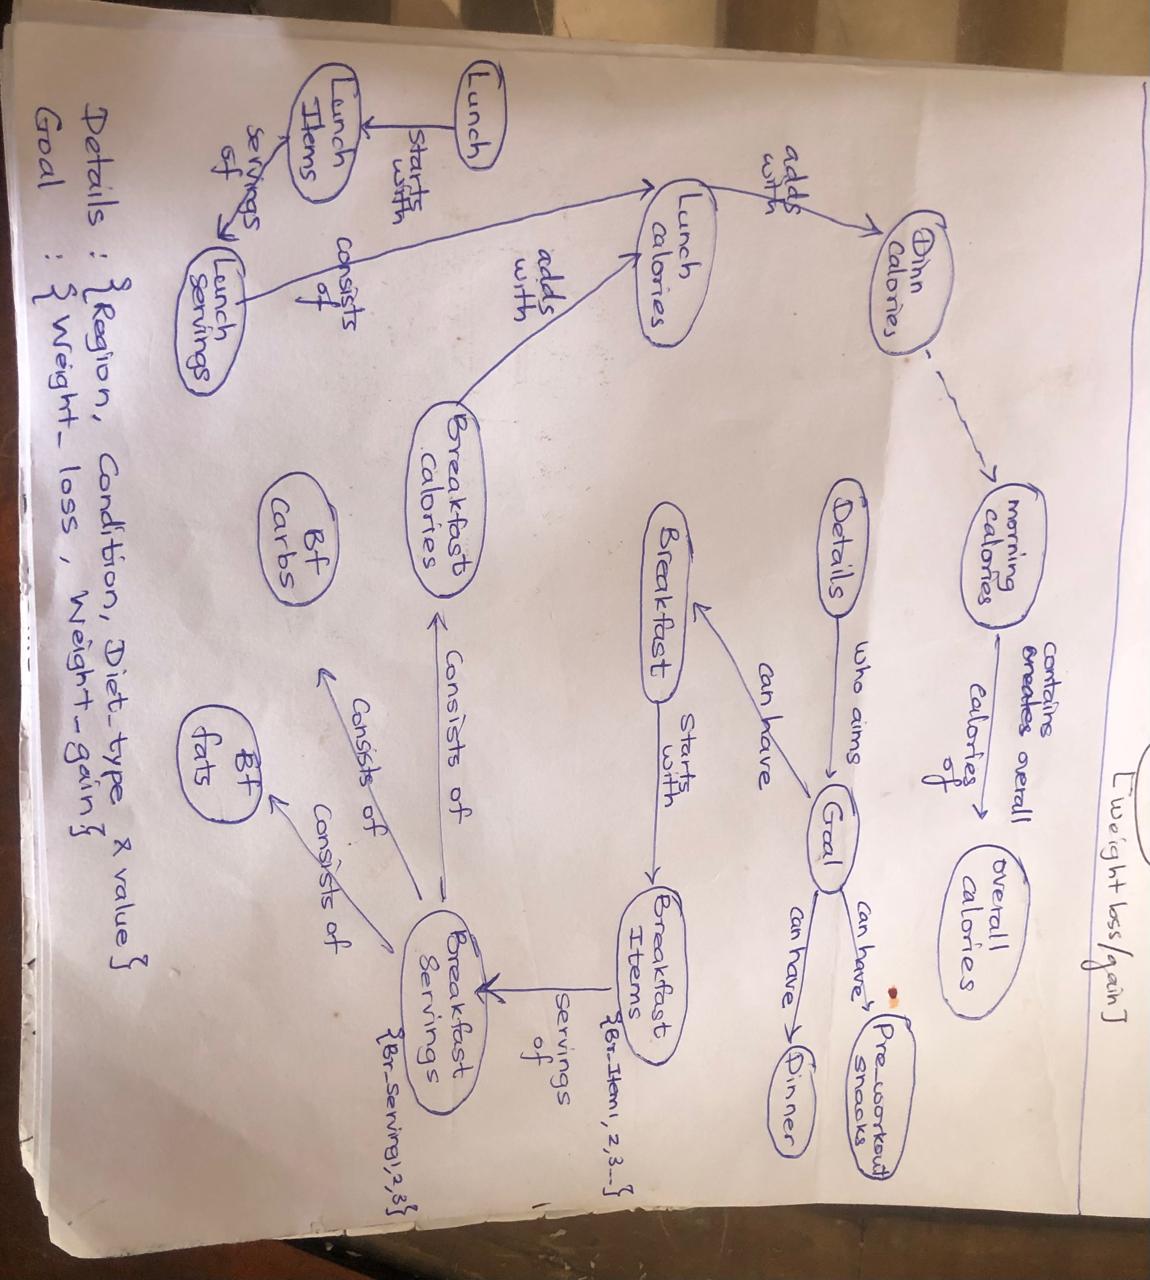 [Weight loss/gain]
contains
creates overall
calories
of
morning
calories
overall
calories
Dinn
calories
Details
who aims
Goal
can have
Pre_workout
snacks
can have
Dinner
can have
adds
with
Lunch
calories
Breakfast
Starts
with
Breakfast
Items
{Br_Item1, 2,3--}
servings
of
adds
with
Lunch
Starts
with
Breakfast
calories
Consists of
Breakfast
Servings
{Br_Serving1,2,3}
Consists of
Consists of
Lunch
Items
consists
of
Bf
carbs
Bf
fats
servings
of
Lunch
servings
Details : {Region, Condition, Diet_type & value}
Goal : {Weight_loss, Weight_gain}